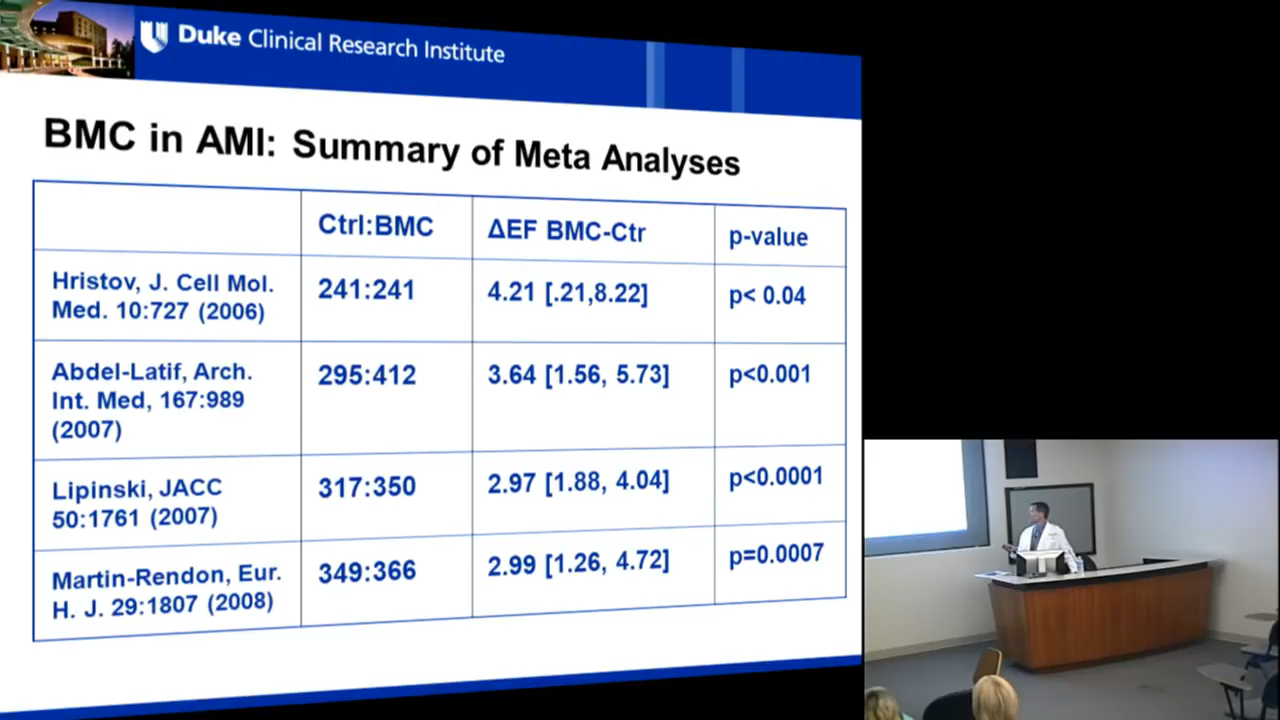 Duke Clinical Research Institute
BMC in AMI: Summary of Meta Analyses
Ctrl:BMC
ΔEF BMC-Ctr
p-value
Hristov, J. Cell Mol.
Med. 10:727 (2006)
241:241
4.21 [.21,8.22]
p< 0.04
Abdel-Latif, Arch.
Int. Med, 167:989
(2007)
295:412
3.64 [1.56, 5.73]
p<0.001
Lipinski, JACC
50:1761 (2007)
317:350
2.97 [1.88, 4.04]
p<0.0001
Martin-Rendon, Eur.
H. J. 29:1807 (2008)
349:366
2.99 [1.26, 4.72]
p=0.0007